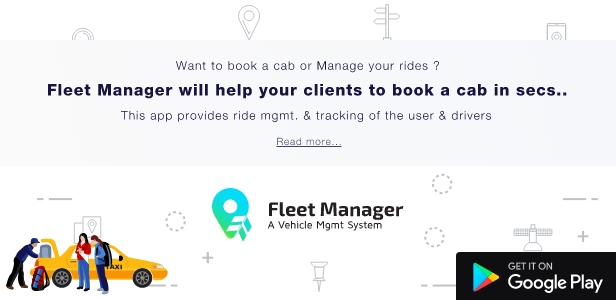 Want to book a cab or Manage your rides ?
Fleet Manager will help your clients to book a cab in secs..
This app provides ride mgmt. & tracking of the user & drivers
Read more...
Fleet Manager
A Vehicle Mgmt System
TAXI
GET IT ON
Google Play